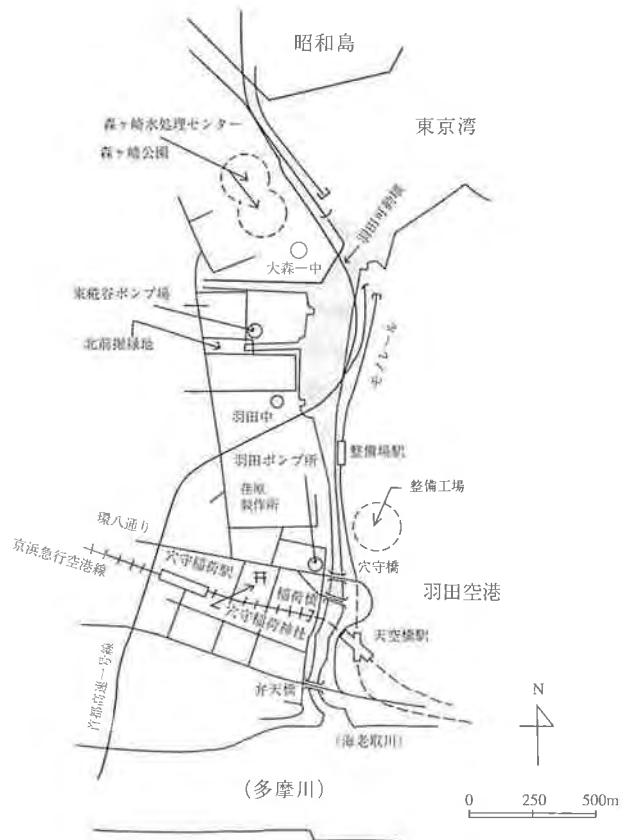 昭和島
東京湾
森ヶ崎水処理センター
森ヶ崎公園
羽田可動橋
大森一中
東糀谷ポンプ場
北前堀緑地
モノレール
羽田中
整備場駅
羽田ポンプ所
荏原
製作所
整備工場
環八通り
京浜急行空港線
穴守橋
穴守稲荷駅
稲荷橋
羽田空港
穴守稲荷神社
天空橋駅
首都高速一号線
弁天橋
N
(海老取川)
(多摩川)
0 250 500m